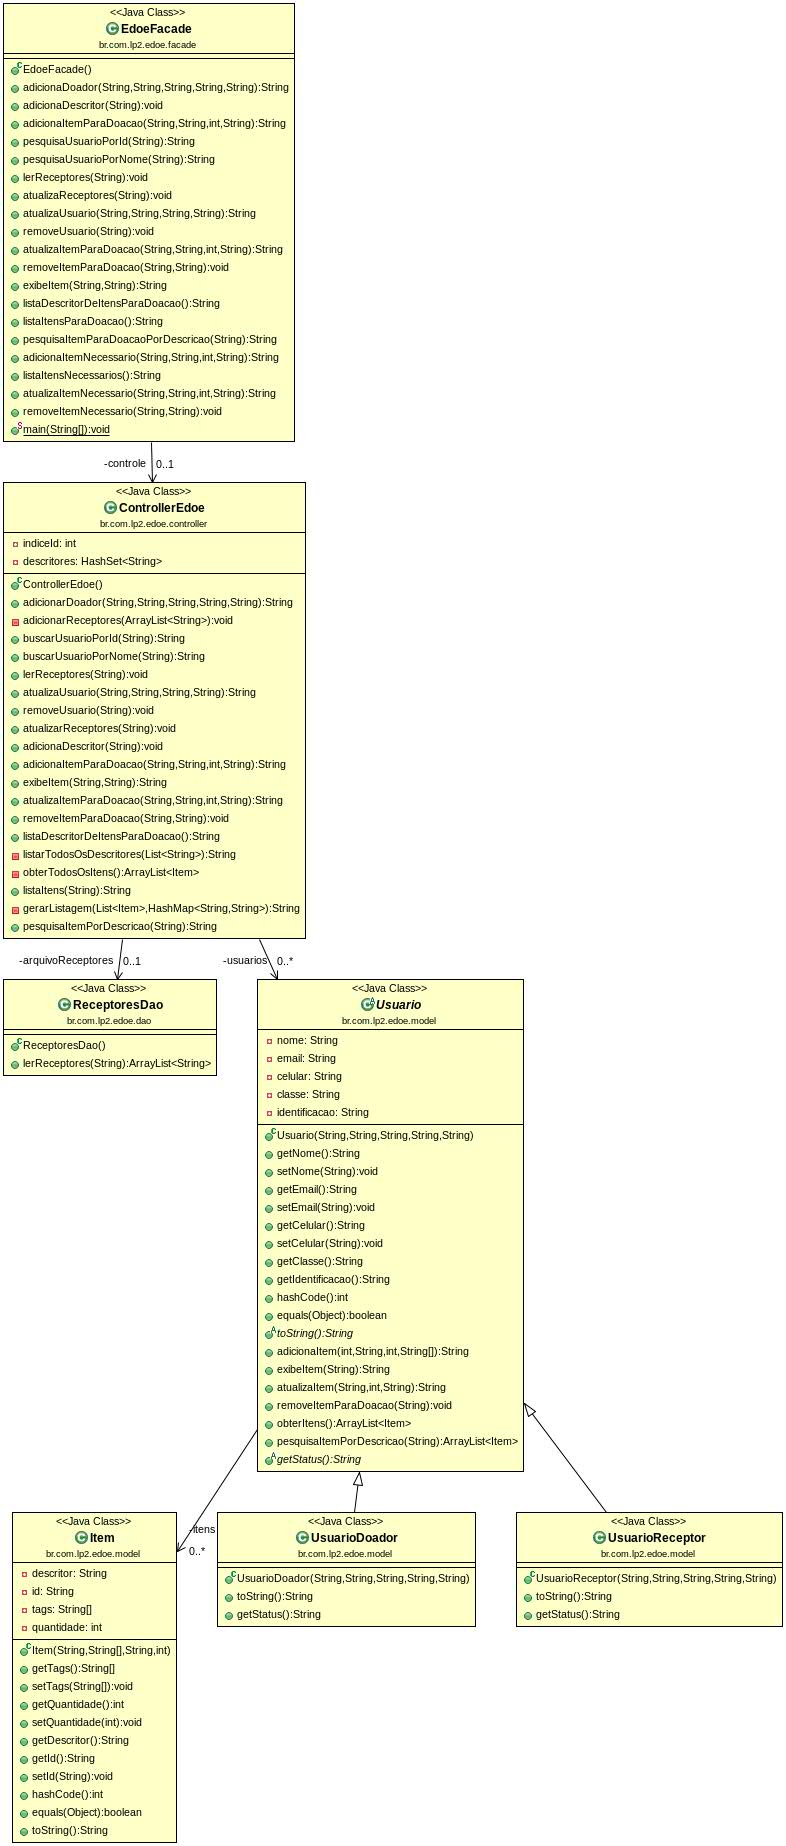 <<Java Class>>
EdoeFacade
br.com.lp2.edoe.facade
EdoeFacade()
adicionaDoador(String,String,String,String,String):String
adicionaDescritor(String):void
adicionaItemParaDoacao(String,String,int,String):String
pesquisaUsuarioPorId(String):String
pesquisaUsuarioPorNome(String):String
lerReceptores(String):void
atualizaReceptores(String):void
atualizaUsuario(String,String,String,String):String
removeUsuario(String):void
atualizaItemParaDoacao(String,String,int,String):String
removeItemParaDoacao(String,String):void
exibeItem(String,String):String
listaDescritorDeItensParaDoacao():String
listaItensParaDoacao():String
pesquisaItemParaDoacaoPorDescricao(String):String
adicionaItemNecessario(String,String,int,String):String
listaItensNecessarios():String
atualizaItemNecessario(String,String,int,String):String
removeItemNecessario(String,String):void
main(String[]):void
-controle 0..1
<<Java Class>>
ControllerEdoe
br.com.lp2.edoe.controller
indiceId: int
descritores: HashSet<String>
ControllerEdoe()
adicionarDoador(String,String,String,String,String):String
adicionarReceptores(ArrayList<String>):void
buscarUsuarioPorId(String):String
buscarUsuarioPorNome(String):String
lerReceptores(String):void
atualizaUsuario(String,String,String,String):String
removeUsuario(String):void
atualizarReceptores(String):void
adicionaDescritor(String):void
adicionaItemParaDoacao(String,String,int,String):String
exibeItem(String,String):String
atualizaItemParaDoacao(String,String,int,String):String
removeItemParaDoacao(String,String):void
listaDescritorDeItensParaDoacao():String
listarTodosOsDescritores(List<String>):String
obterTodosOsItens():ArrayList<Item>
listaItens(String):String
gerarListagem(List<Item>,HashMap<String,String>):String
pesquisaItemPorDescricao(String):String
-arquivoReceptores 0..1
-usuarios 0..*
<<Java Class>>
ReceptoresDao
br.com.lp2.edoe.dao
ReceptoresDao()
lerReceptores(String):ArrayList<String>
<<Java Class>>
Usuario
br.com.lp2.edoe.model
nome: String
email: String
celular: String
classe: String
identificacao: String
Usuario(String,String,String,String,String)
getNome():String
setNome(String):void
getEmail():String
setEmail(String):void
getCelular():String
setCelular(String):void
getClasse():String
getIdentificacao():String
hashCode():int
equals(Object):boolean
toString():String
adicionaItem(int,String,int,String[]):String
exibeItem(String):String
atualizaItem(String,int,String):String
removeItemParaDoacao(String):void
obterItens():ArrayList<Item>
pesquisaItemPorDescricao(String):ArrayList<Item>
getStatus():String
-itens
0..*
<<Java Class>>
Item
br.com.lp2.edoe.model
descritor: String
id: String
tags: String[]
quantidade: int
Item(String,String[],String,int)
getTags():String[]
setTags(String[]):void
getQuantidade():int
setQuantidade(int):void
getDescritor():String
getId():String
setId(String):void
hashCode():int
equals(Object):boolean
toString():String
<<Java Class>>
UsuarioDoador
br.com.lp2.edoe.model
UsuarioDoador(String,String,String,String,String)
toString():String
getStatus():String
<<Java Class>>
UsuarioReceptor
br.com.lp2.edoe.model
UsuarioReceptor(String,String,String,String,String)
toString():String
getStatus():String